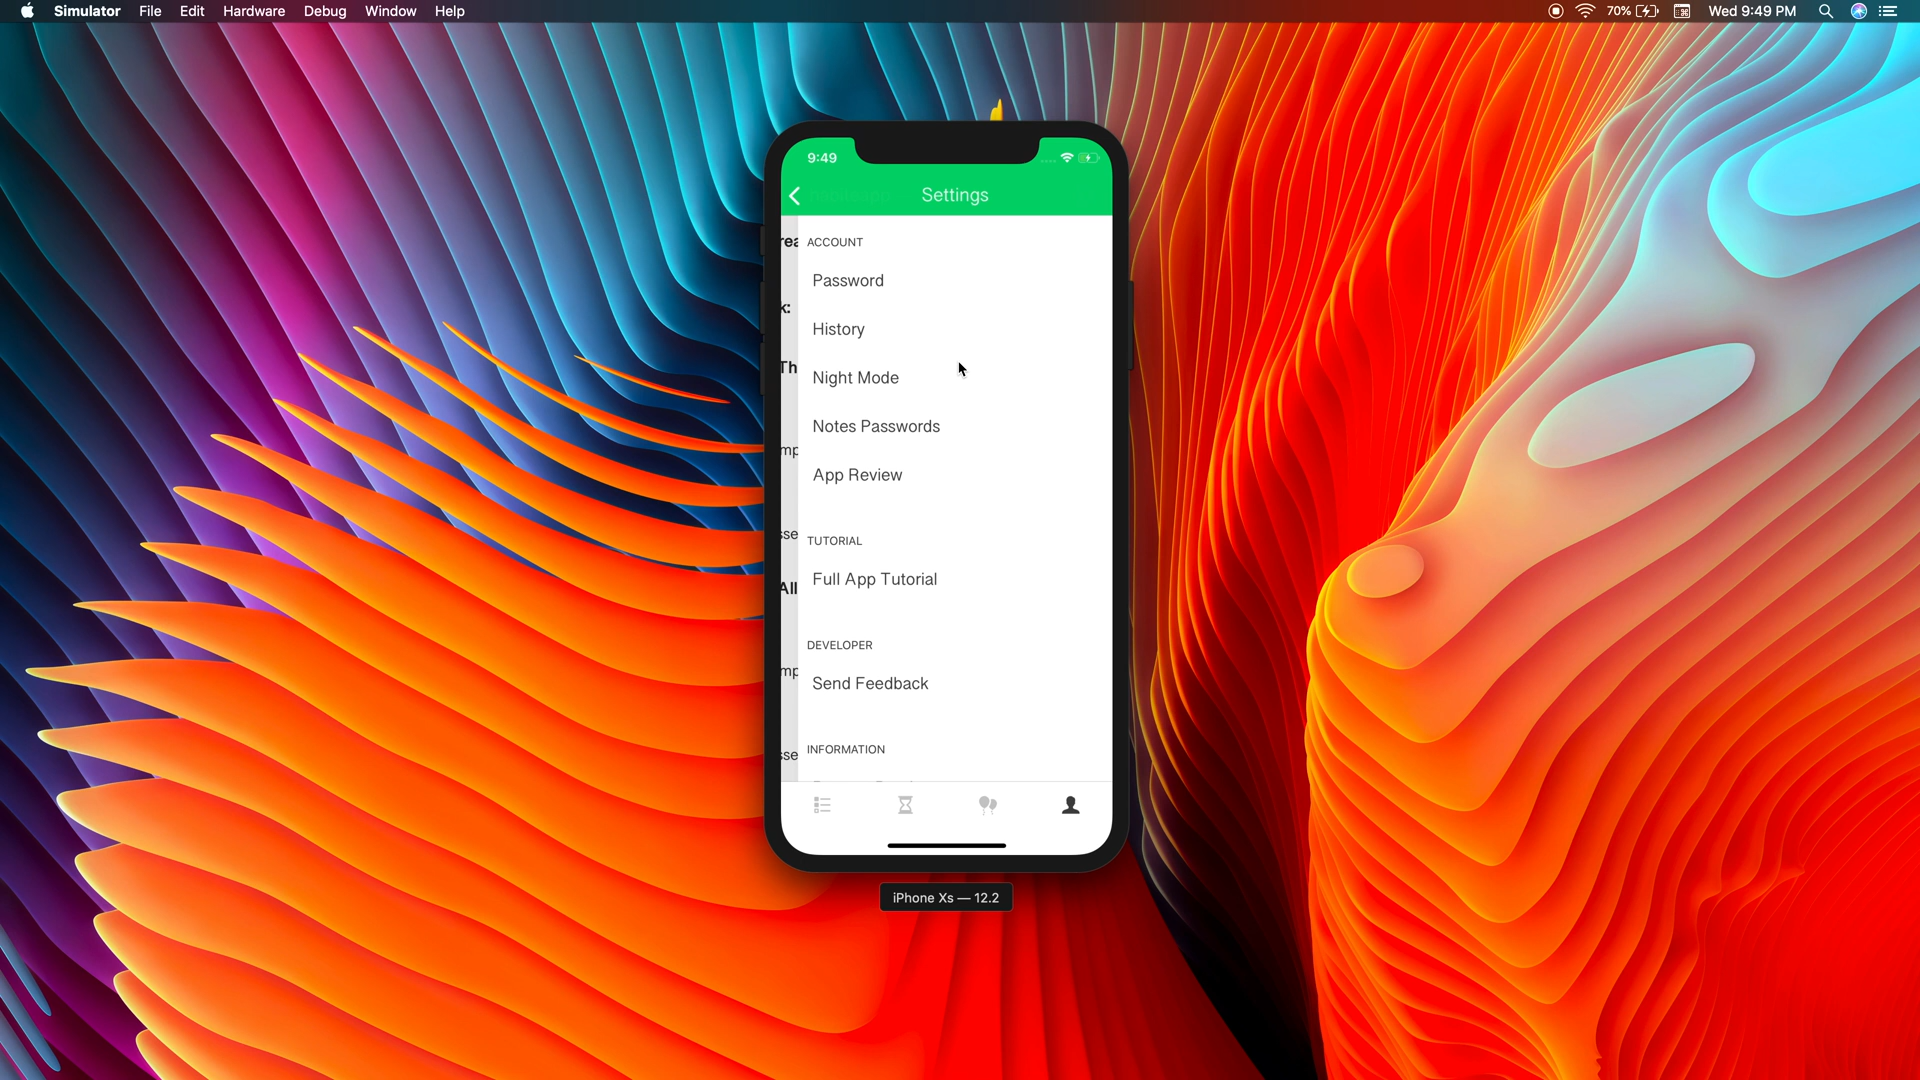 Simulator File Edit Hardware Debug Window Help
70% Wed 9:49 PM
9:49
Settings
ACCOUNT
Password
History
Night Mode
Notes Passwords
App Review
TUTORIAL
Full App Tutorial
DEVELOPER
Send Feedback
INFORMATION
iPhone Xs — 12.2